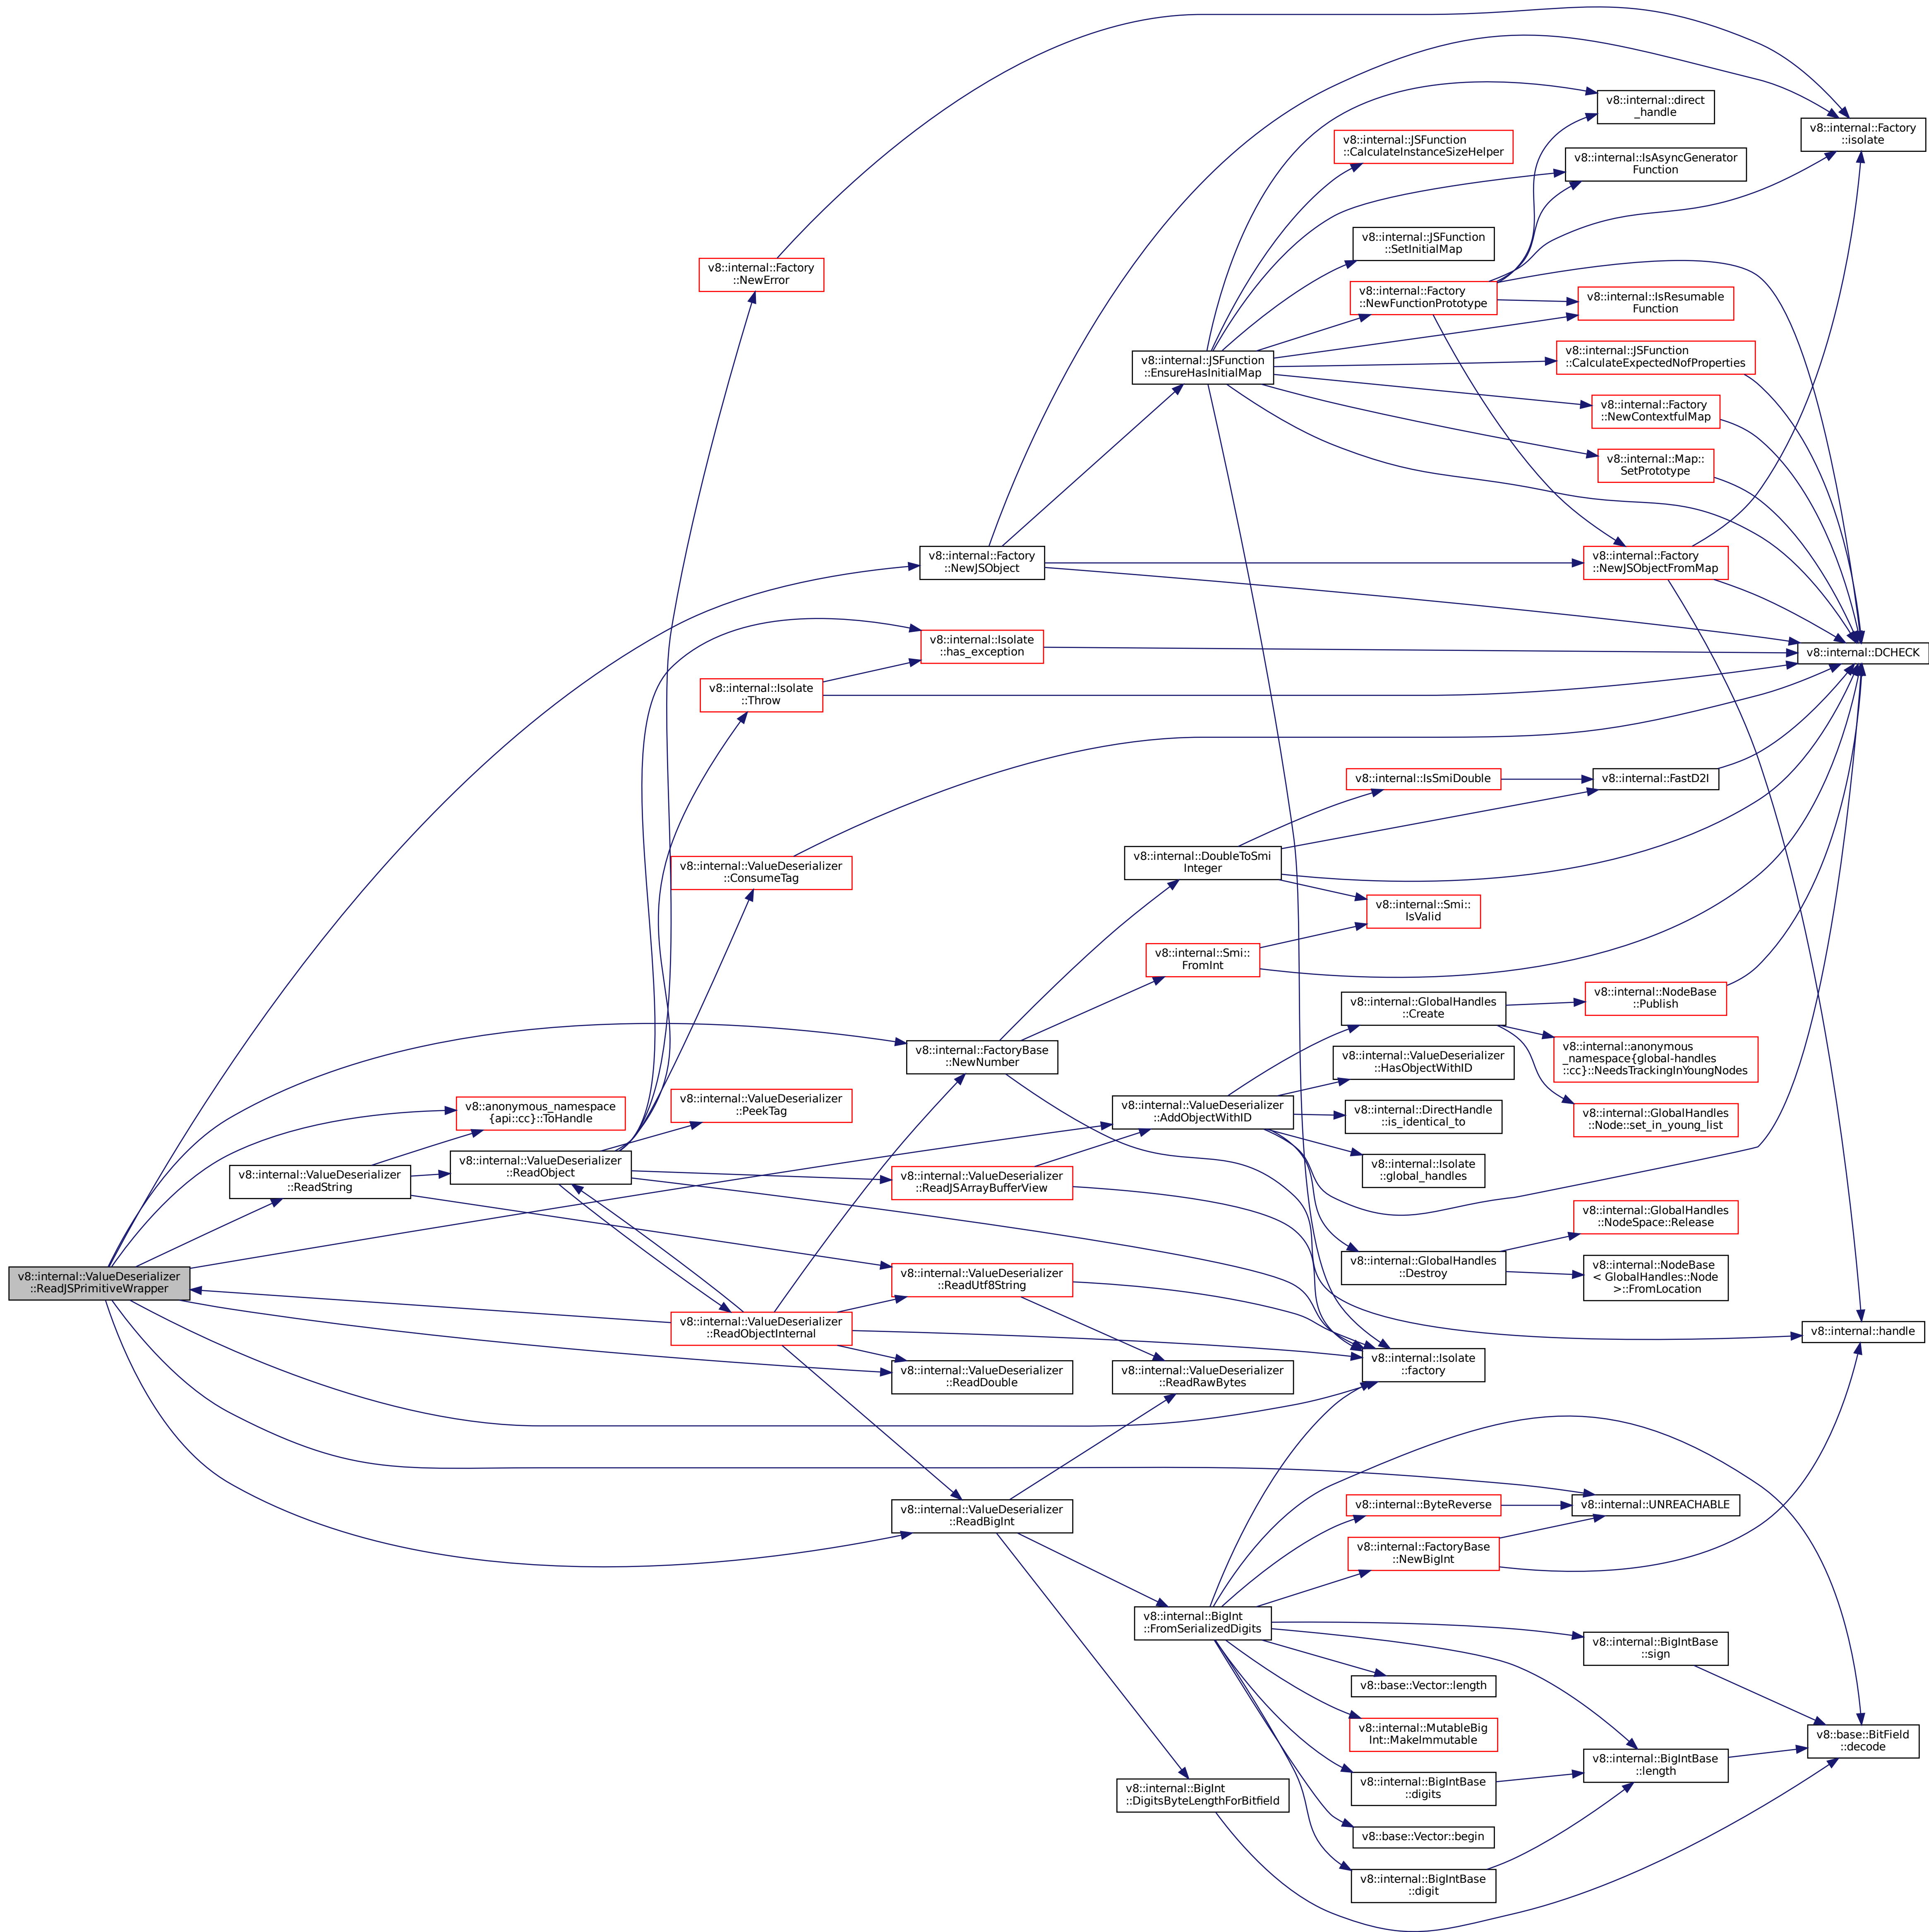 v8::internal::Factory
::isolate
v8::internal::direct
_handle
v8::internal::JSFunction
::CalculateInstanceSizeHelper
v8::internal::IsAsyncGenerator
Function
v8::internal::JSFunction
::SetInitialMap
v8::internal::Factory
::NewError
v8::internal::Factory
::NewFunctionPrototype
v8::internal::IsResumable
Function
v8::internal::JSFunction
::EnsureHasInitialMap
v8::internal::JSFunction
::CalculateExpectedNofProperties
v8::internal::Factory
::NewContextfulMap
v8::internal::Map::
SetPrototype
v8::internal::Factory
::NewJSObject
v8::internal::Factory
::NewJSObjectFromMap
v8::internal::Isolate
::has_exception
v8::internal::DCHECK
v8::internal::Isolate
::Throw
v8::internal::IsSmiDouble
v8::internal::FastD2I
v8::internal::ValueDeserializer
::ConsumeTag
v8::internal::DoubleToSmi
Integer
v8::internal::Smi::
IsValid
v8::internal::Smi::
FromInt
v8::internal::GlobalHandles
::Create
v8::internal::NodeBase
::Publish
v8::internal::FactoryBase
::NewNumber
v8::internal::ValueDeserializer
::HasObjectWithID
v8::internal::anonymous
_namespace{global-handles
::cc}::NeedsTrackingInYoungNodes
v8::anonymous_namespace
{api::cc}::ToHandle
v8::internal::ValueDeserializer
::PeekTag
v8::internal::ValueDeserializer
::AddObjectWithID
v8::internal::DirectHandle
::is_identical_to
v8::internal::GlobalHandles
::Node::set_in_young_list
v8::internal::ValueDeserializer
::ReadString
v8::internal::ValueDeserializer
::ReadObject
v8::internal::ValueDeserializer
::ReadJSArrayBufferView
v8::internal::Isolate
::global_handles
v8::internal::GlobalHandles
::NodeSpace::Release
v8::internal::ValueDeserializer
::ReadJSPrimitiveWrapper
v8::internal::ValueDeserializer
::ReadUtf8String
v8::internal::GlobalHandles
::Destroy
v8::internal::NodeBase
< GlobalHandles::Node
>::FromLocation
v8::internal::ValueDeserializer
::ReadObjectInternal
v8::internal::handle
v8::internal::ValueDeserializer
::ReadDouble
v8::internal::ValueDeserializer
::ReadRawBytes
v8::internal::Isolate
::factory
v8::internal::ValueDeserializer
::ReadBigInt
v8::internal::ByteReverse
v8::internal::UNREACHABLE
v8::internal::FactoryBase
::NewBigInt
v8::internal::BigInt
::FromSerializedDigits
v8::internal::BigIntBase
::sign
v8::base::Vector::length
v8::internal::MutableBig
Int::MakeImmutable
v8::base::BitField
::decode
v8::internal::BigIntBase
::length
v8::internal::BigInt
::DigitsByteLengthForBitfield
v8::internal::BigIntBase
::digits
v8::base::Vector::begin
v8::internal::BigIntBase
::digit